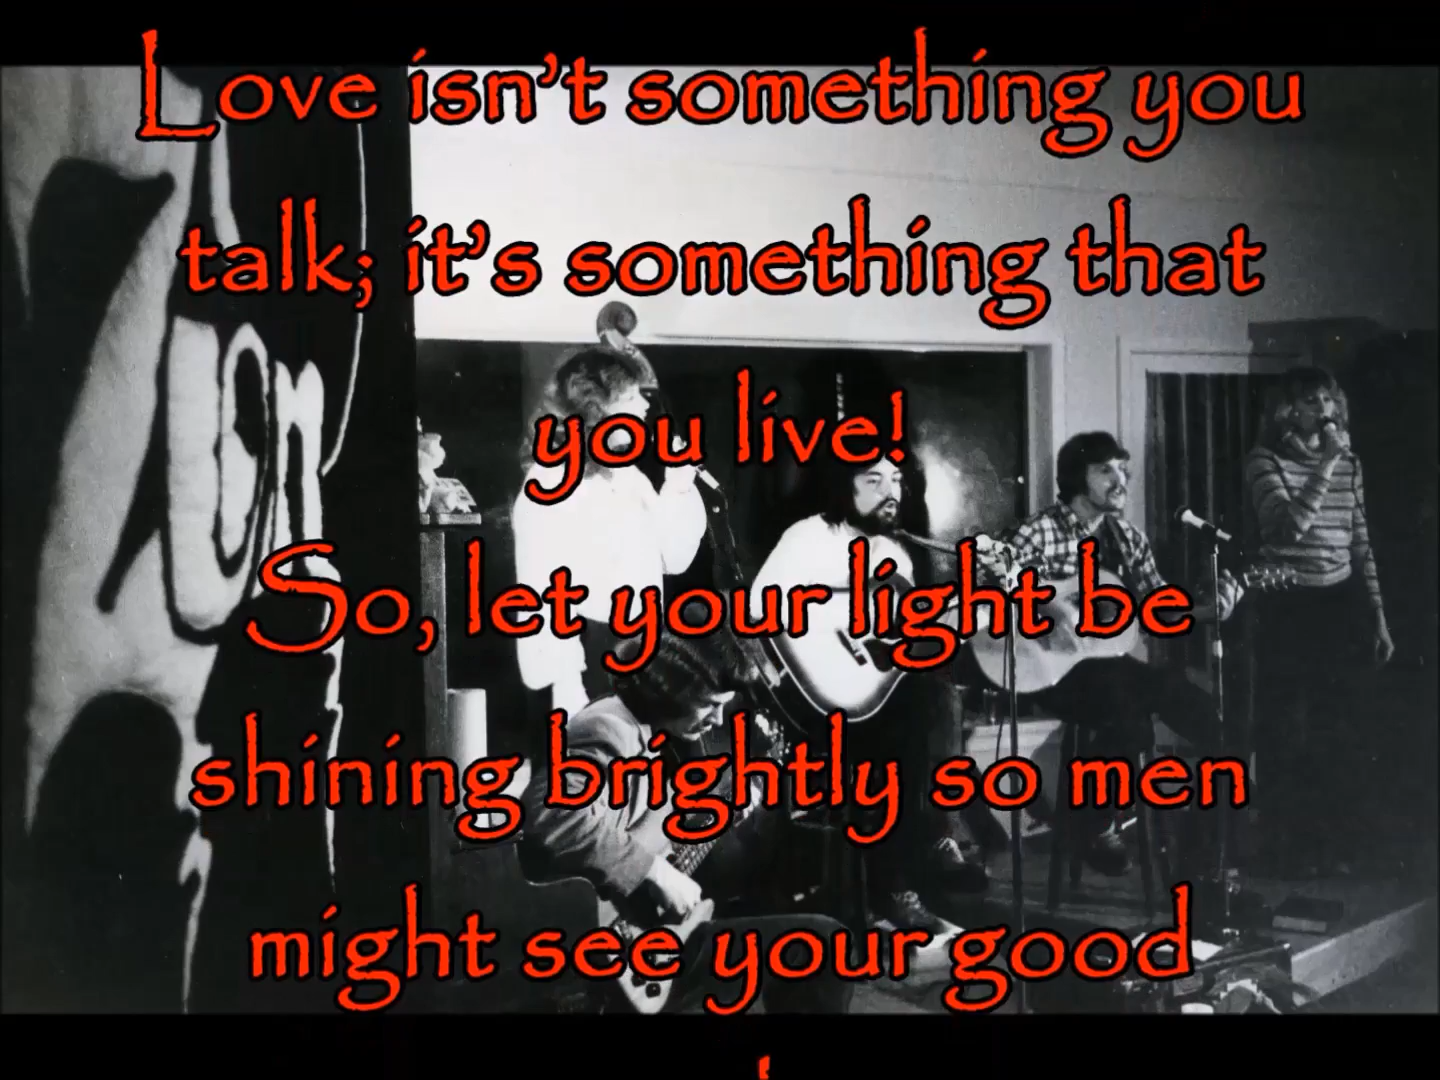 Love isn't something you
talk; it's something that
you live!
So, let your light be
shining brightly so men
might see your good